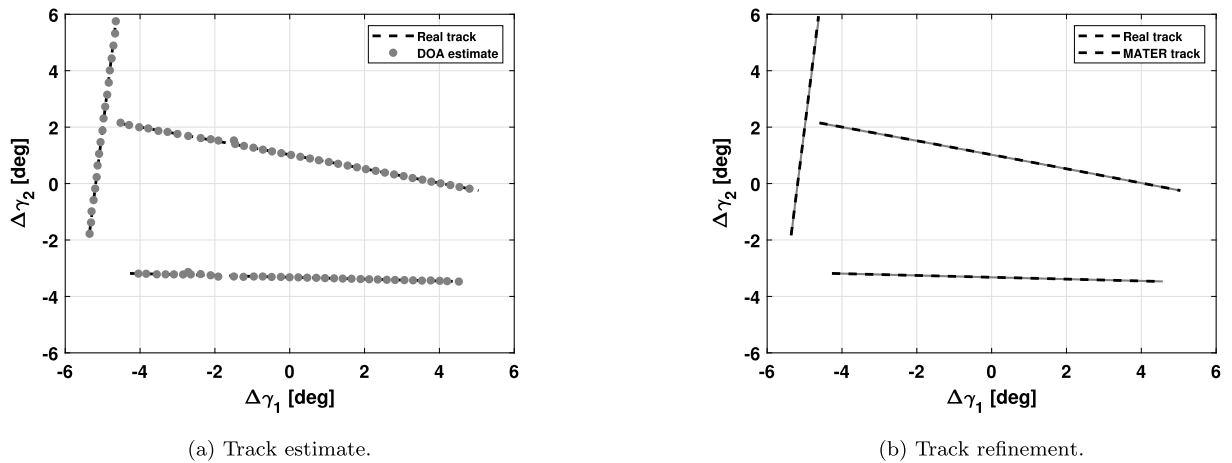 6
4
2
0
-2
-4
-6
-6 -4 -2 0 2 4 6
Δγ2 [deg]
Δγ1 [deg]
Real track
DOA estimate
(a) Track estimate.
6
4
2
0
-2
-4
-6
-6 -4 -2 0 2 4 6
Δγ2 [deg]
Δγ1 [deg]
Real track
MATER track
(b) Track refinement.